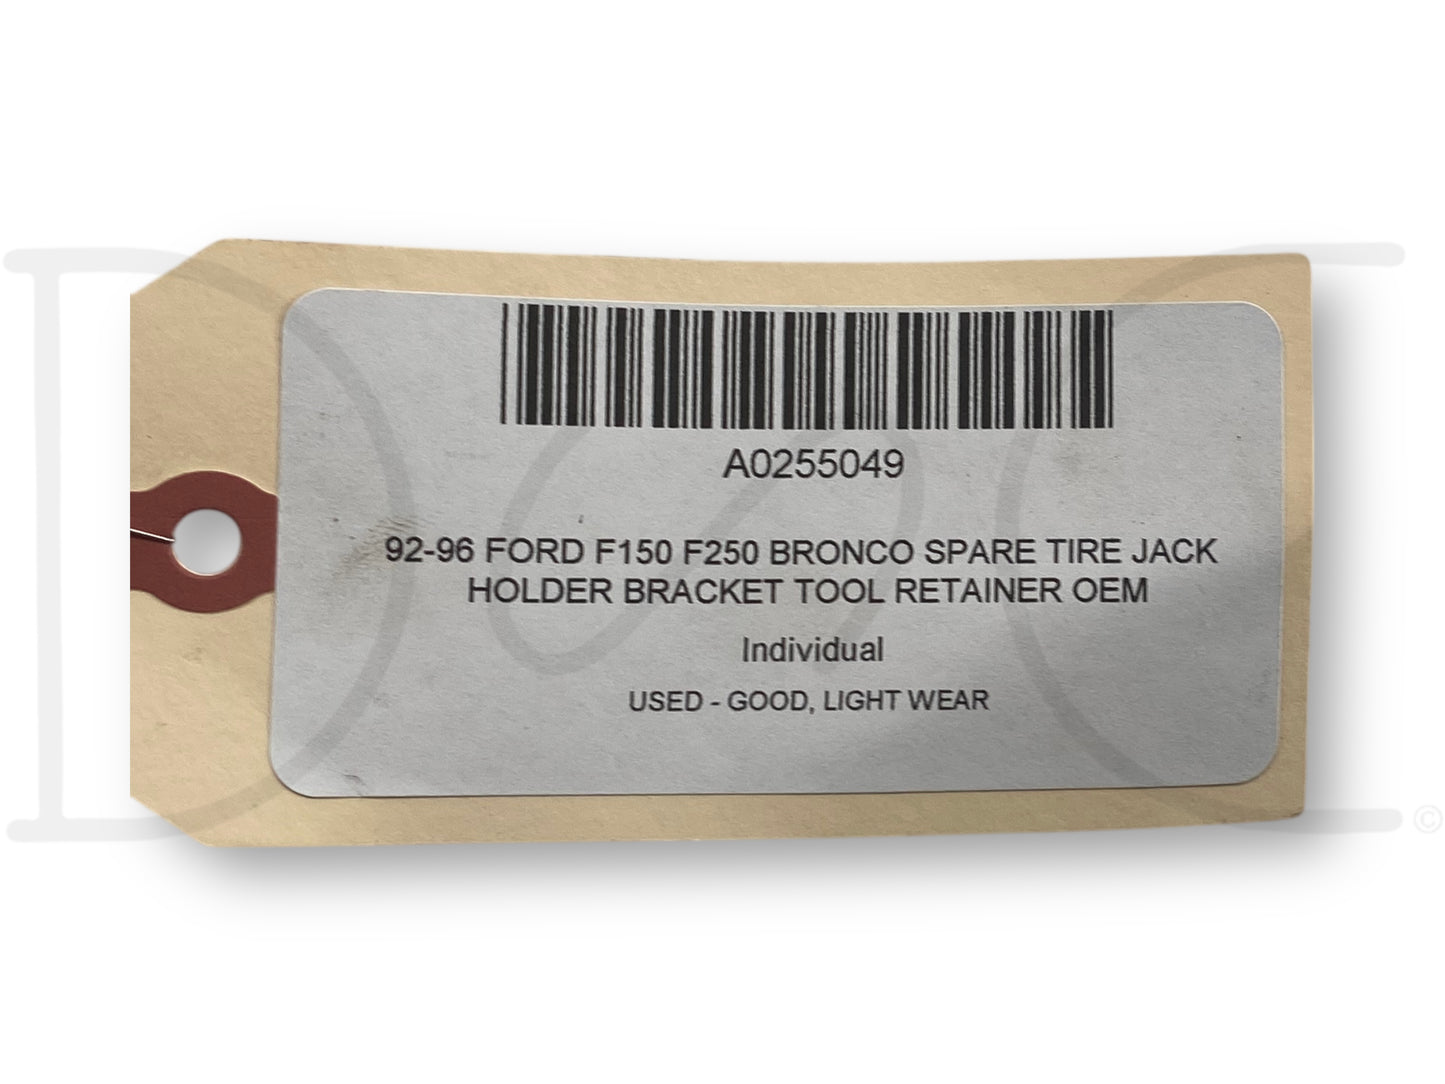 A0255049
92-96 FORD F150 F250 BRONCO SPARE TIRE JACK
HOLDER BRACKET TOOL RETAINER OEM
Individual
USED - GOOD, LIGHT WEAR
D C ©